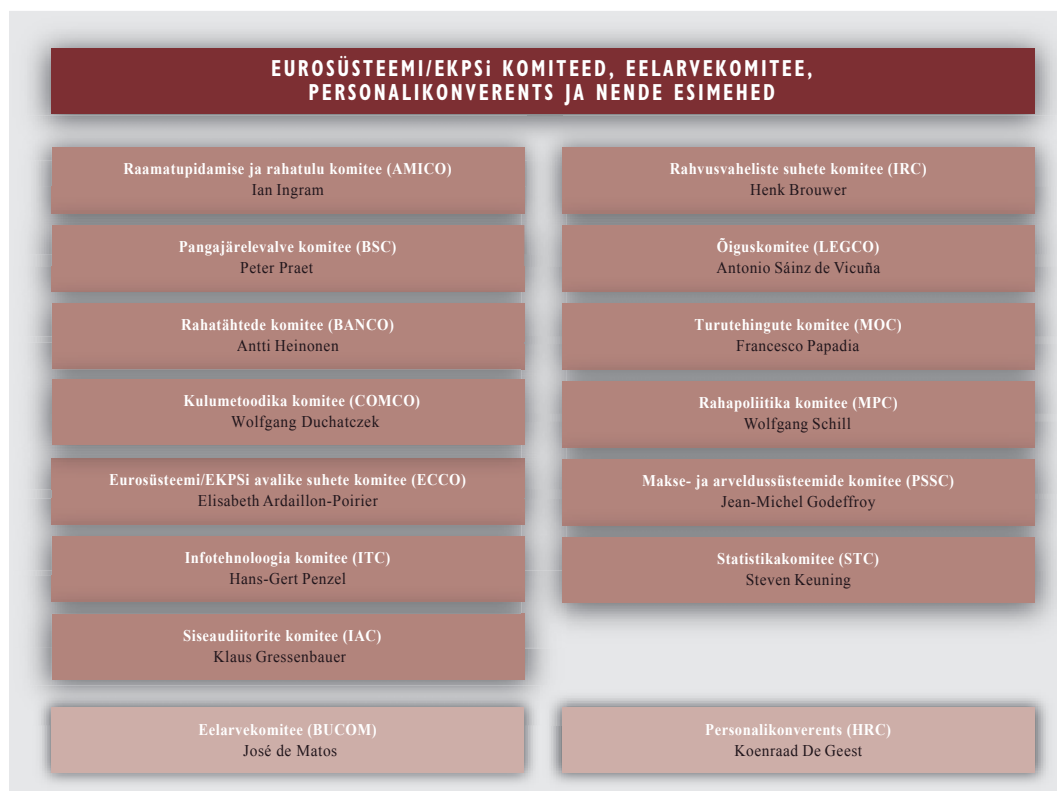 EUROSÜSTEEMI/EKPSi KOMITEED, EELARVEKOMITEE,
PERSONALIKONVERENTS JA NENDE ESIMEHED
Raamatupidamise ja rahatulu komitee (AMICO)
Ian Ingram
Pangajärelevalve komitee (BSC)
Peter Praet
Rahatähtede komitee (BANCO)
Antti Heinonen
Kulumetoodika komitee (COMCO)
Wolfgang Duchatczek
Eurosüsteemi/EKPSi avalike suhete komitee (ECCO)
Elisabeth Ardaillon-Poirier
Infotehnoloogia komitee (ITC)
Hans-Gert Penzel
Siseaudiitorite komitee (IAC)
Klaus Gressenbauer
Rahvusvaheliste suhete komitee (IRC)
Henk Brouwer
Õiguskomitee (LEGCO)
Antonio Sáinz de Vicuña
Turutehingute komitee (MOC)
Francesco Papadia
Rahapoliitika komitee (MPC)
Wolfgang Schill
Makse- ja arveldussüsteemide komitee (PSSC)
Jean-Michel Godeffroy
Statistikakomitee (STC)
Steven Keuning
Eelarvekomitee (BUCOM)
José de Matos
Personalikonverents (HRC)
Koenraad De Geest